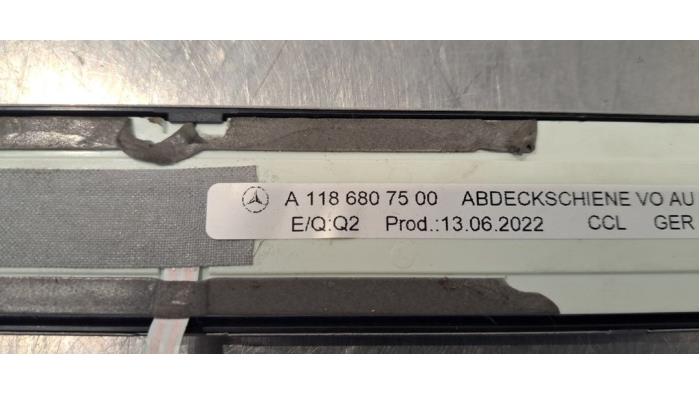 A 118 680 75 00 ABDECKSCHIENE VO AU
E/Q:Q2 Prod.:13.06.2022 CCL GER